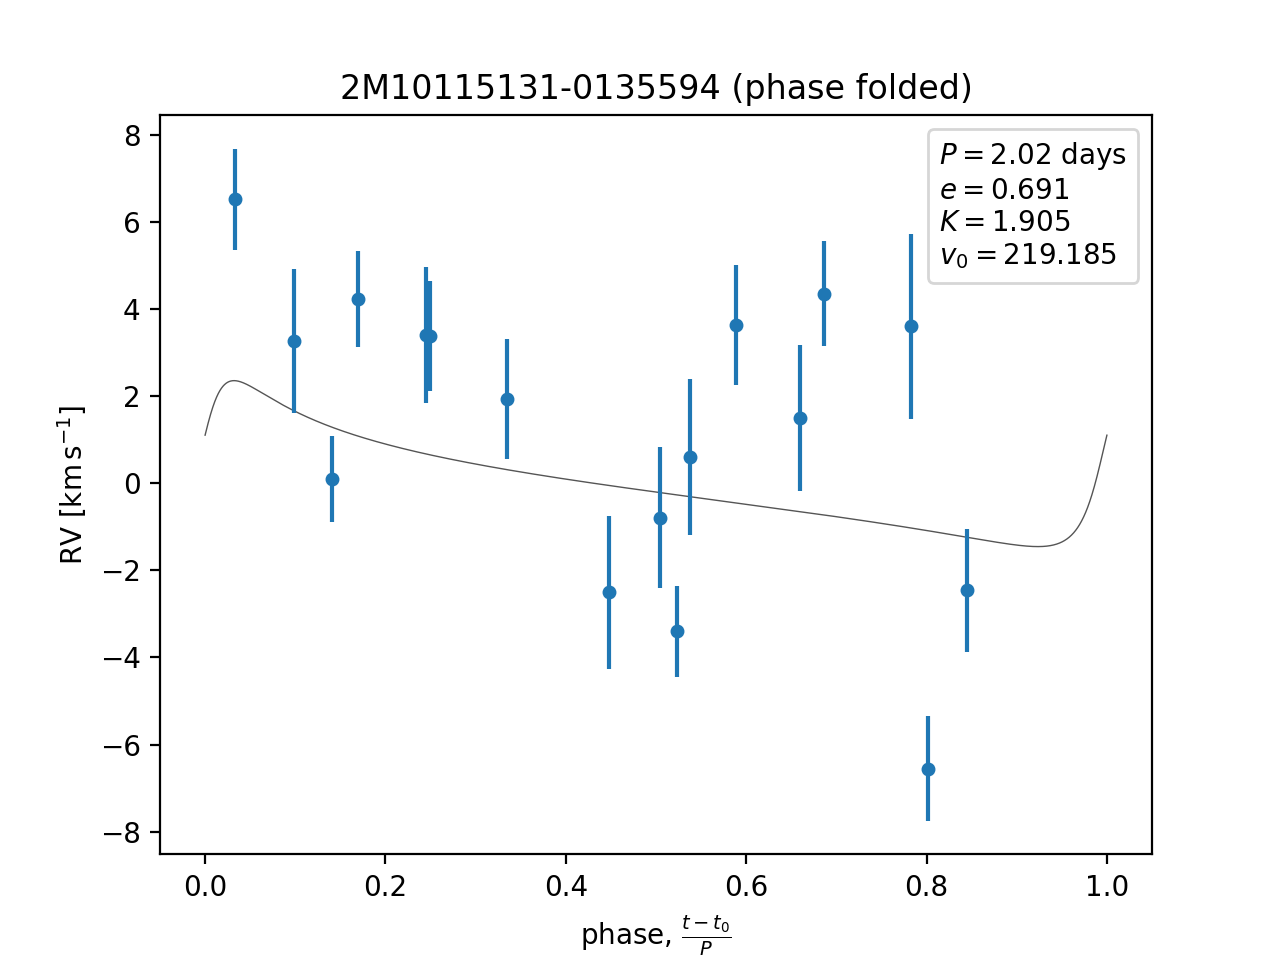 2M10115131-0135594 (phase folded)
P = 2.02 days
e = 0.691
K = 1.905
v₀ = 219.185
RV [km s⁻¹]
8
6
4
2
0
−2
−4
−6
−8
0.0 0.2 0.4 0.6 0.8 1.0
phase, (t − t₀)/P